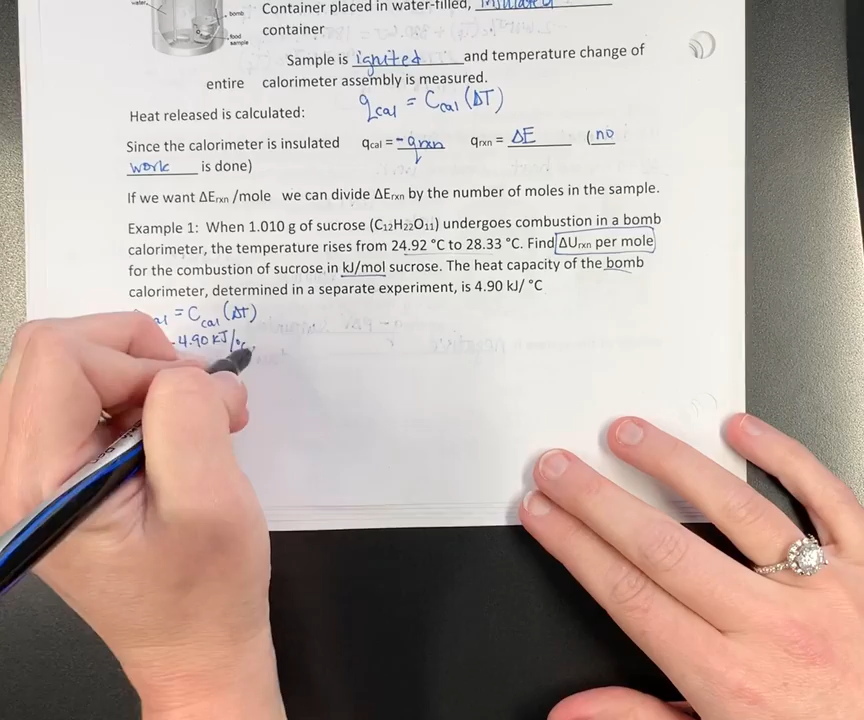 water
bomb
food
sample
Container placed in water-filled, insulated
container
Sample is ignited and temperature change of
entire calorimeter assembly is measured.
Heat released is calculated: qcal = Ccal (ΔT)
Since the calorimeter is insulated qcal = -qrxn qrxn = ΔE (no
work is done)
If we want ΔErxn /mole we can divide ΔErxn by the number of moles in the sample.
Example 1: When 1.010 g of sucrose (C12H22O11) undergoes combustion in a bomb
calorimeter, the temperature rises from 24.92 °C to 28.33 °C. Find ΔUrxn per mole
for the combustion of sucrose in kJ/mol sucrose. The heat capacity of the bomb
calorimeter, determined in a separate experiment, is 4.90 kJ/ °C
= Ccal (ΔT)
4.90 kJ/°C